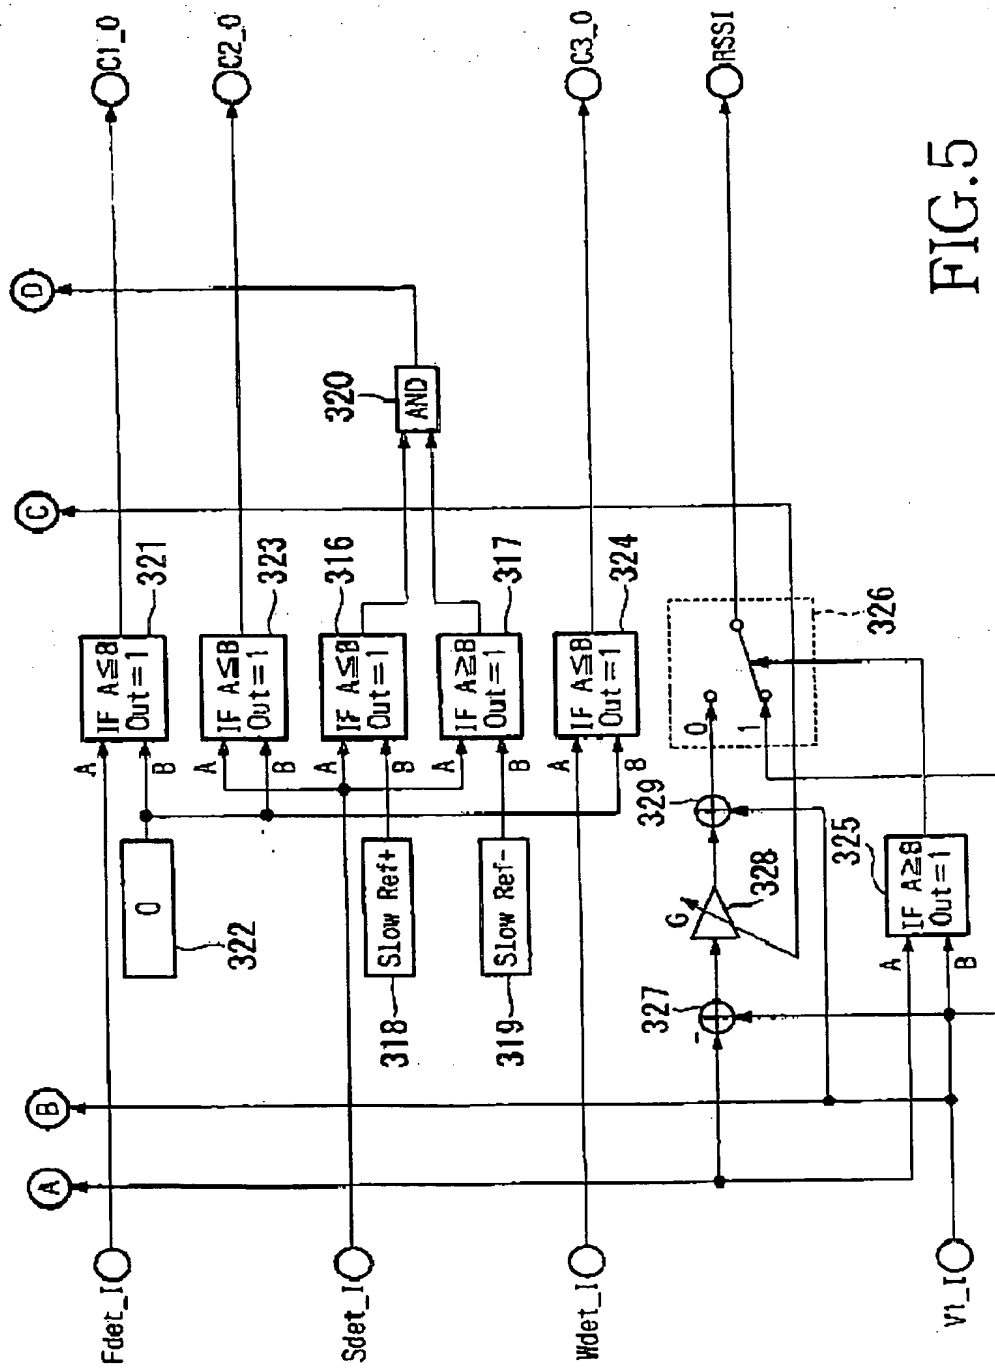 A
B
C
D
Fdet_I
A
B
IF A≦B
Out=1
321
C1_O
0
322
A
B
IF A≦B
Out=1
323
C2_O
Sdet_I
A
B
IF A≦B
Out=1
316
Slow Ref+
318
A
B
IF A≧B
Out=1
317
Slow Ref-
319
AND
320
Wdet_I
A
B
IF A≦B
Out=1
324
C3_O
-
327
G
328
329
0
1
326
RSSI
A
B
IF A≧B
Out=1
325
V1_I
FIG.5